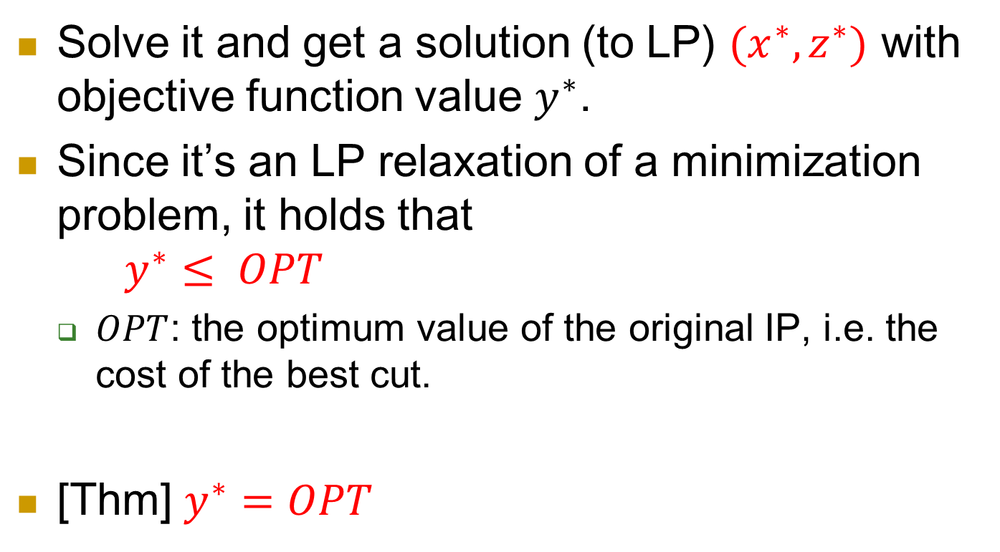 Solve it and get a solution (to LP) (x*, z*) with
objective function value y*.
Since it's an LP relaxation of a minimization
problem, it holds that
y* ≤ OPT
OPT: the optimum value of the original IP, i.e. the
cost of the best cut.
[Thm] y* = OPT